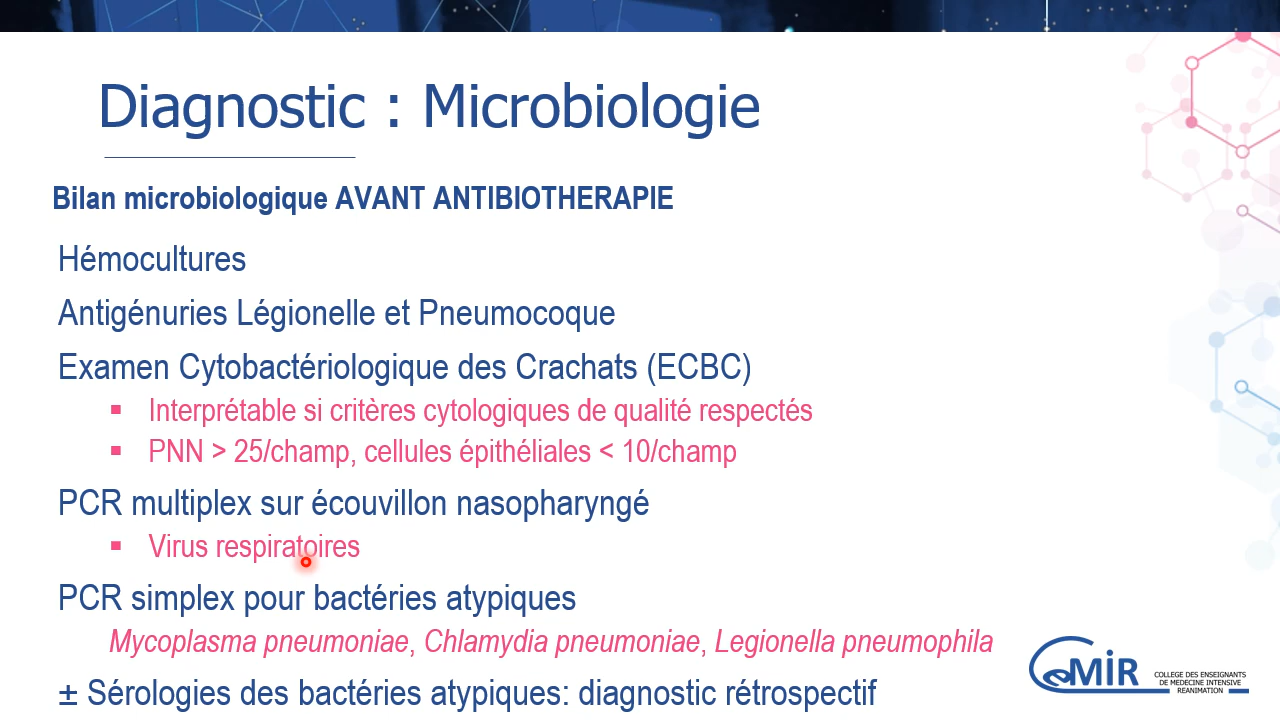 Diagnostic : Microbiologie
Bilan microbiologique AVANT ANTIBIOTHERAPIE
Hémocultures
Antigénuries Légionelle et Pneumocoque
Examen Cytobactériologique des Crachats (ECBC)
▪ Interprétable si critères cytologiques de qualité respectés
▪ PNN > 25/champ, cellules épithéliales < 10/champ
PCR multiplex sur écouvillon nasopharyngé
▪ Virus respiratoires
PCR simplex pour bactéries atypiques
Mycoplasma pneumoniae, Chlamydia pneumoniae, Legionella pneumophila
± Sérologies des bactéries atypiques: diagnostic rétrospectif
CeMIR
COLLEGE DES ENSEIGNANTS
DE MEDECINE INTENSIVE
REANIMATION